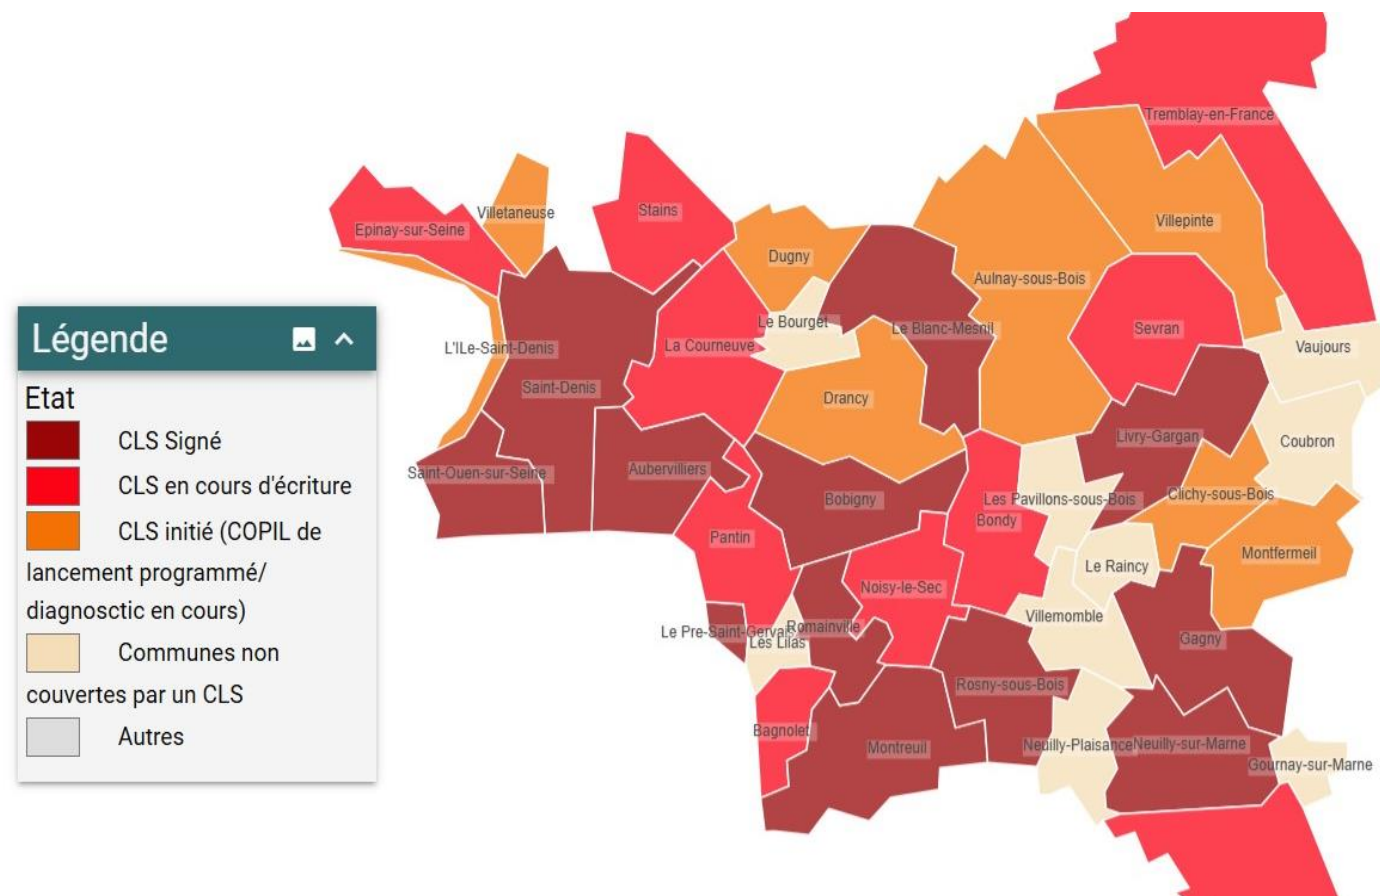 Légende
Etat
CLS Signé
CLS en cours d'écriture
CLS initié (COPIL de
lancement programmé/
diagnosctic en cours)
Communes non
couvertes par un CLS
Autres
Tremblay-en-France
Villetaneuse
Stains
Epinay-sur-Seine
Villepinte
Dugny
Aulnay-sous-Bois
Le Bourget
Le Blanc-Mesnil
Sevran
L'ILe-Saint-Denis
La Courneuve
Vaujours
Saint-Denis
Drancy
Livry-Gargan
Coubron
Saint-Ouen-sur-Seine
Aubervilliers
Bobigny
Les Pavillons-sous-Bois
Clichy-sous-Bois
Bondy
Pantin
Montfermeil
Le Raincy
Noisy-le-Sec
Villemomble
Le Pre-Saint-Gervais
Romainville
Les Lilas
Gagny
Rosny-sous-Bois
Bagnolet
Montreuil
Neuilly-Plaisance
Neuilly-sur-Marne
Gournay-sur-Marne